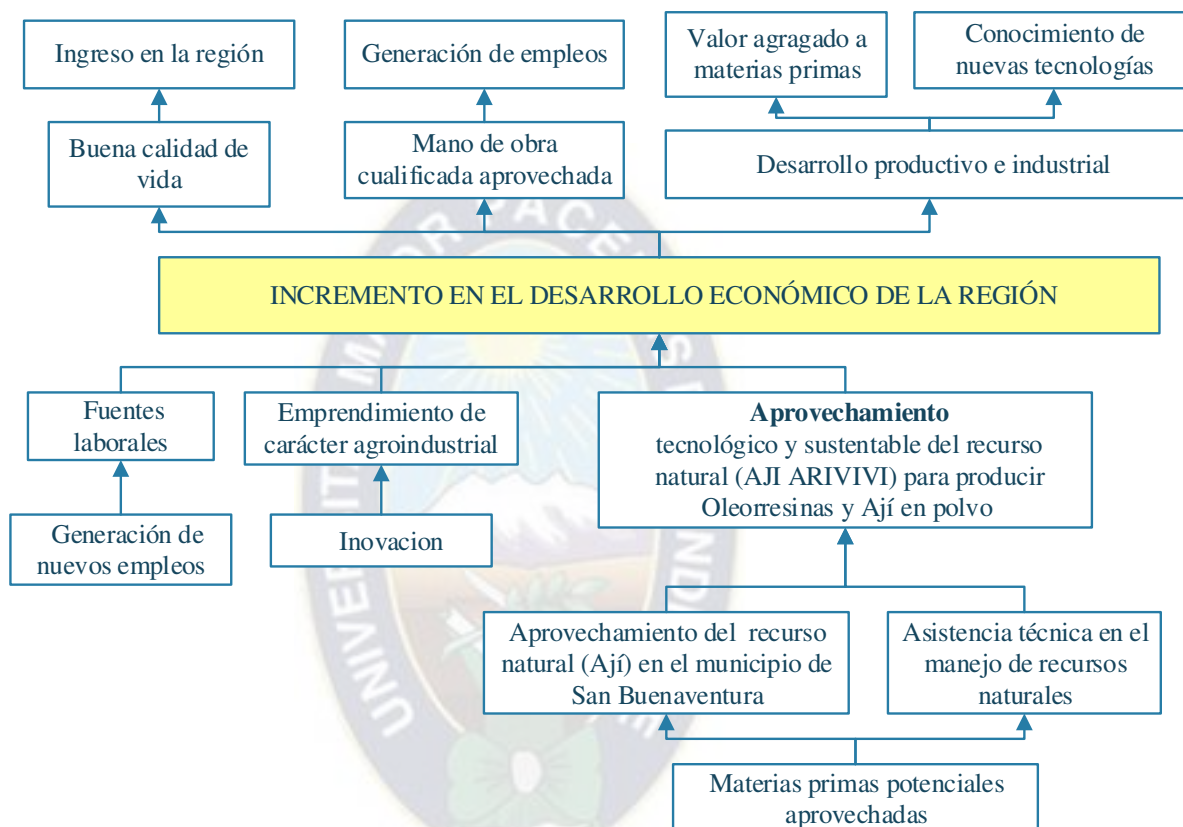 Ingreso en la región
Generación de empleos
Valor agragado a
materias primas
Conocimiento de
nuevas tecnologías
Buena calidad de
vida
Mano de obra
cualificada aprovechada
Desarrollo productivo e industrial
INCREMENTO EN EL DESARROLLO ECONÓMICO DE LA REGIÓN
Fuentes
laborales
Emprendimiento de
carácter agroindustrial
Aprovechamiento
tecnológico y sustentable del recurso
natural (AJI ARIVIVI) para producir
Oleorresinas y Ají en polvo
Generación de
nuevos empleos
Inovacion
Aprovechamiento del recurso
natural (Ají) en el municipio de
San Buenaventura
Asistencia técnica en el
manejo de recursos
naturales
Materias primas potenciales
aprovechadas